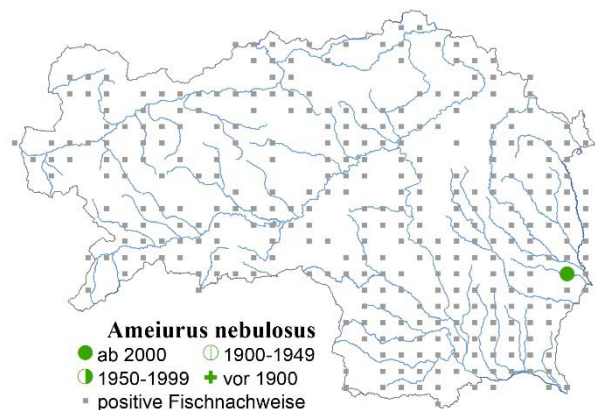 Ameiurus nebulosus
ab 2000 1900-1949
1950-1999 vor 1900
positive Fischnachweise